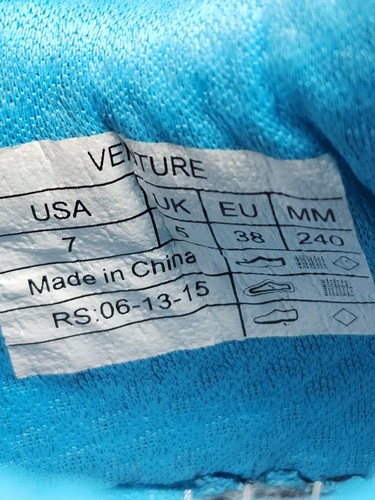 VENTURE
USA UK EU MM
7 5 38 240
Made in China
RS:06-13-15